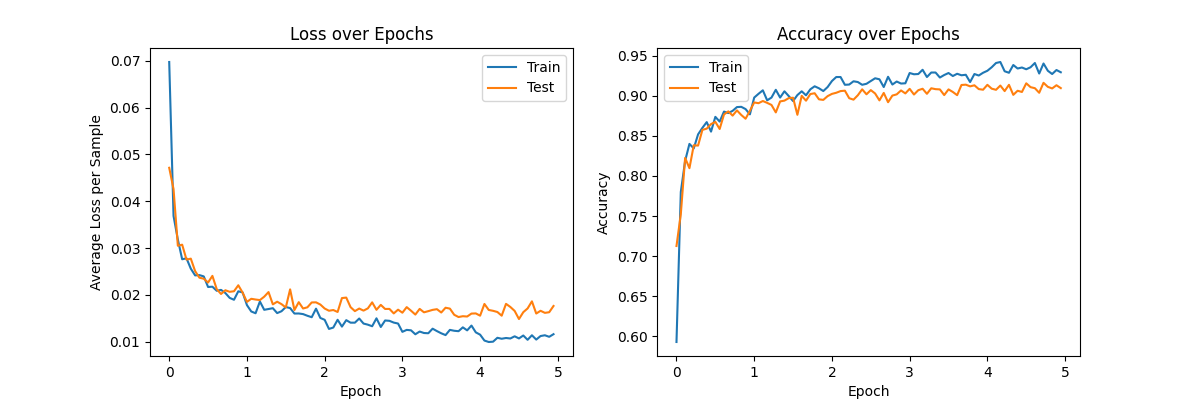 Loss over Epochs
Average Loss per Sample
0.07
0.06
0.05
0.04
0.03
0.02
0.01
Train
Test
0 1 2 3 4 5
Epoch
Accuracy over Epochs
Accuracy
0.95
0.90
0.85
0.80
0.75
0.70
0.65
0.60
Train
Test
0 1 2 3 4 5
Epoch